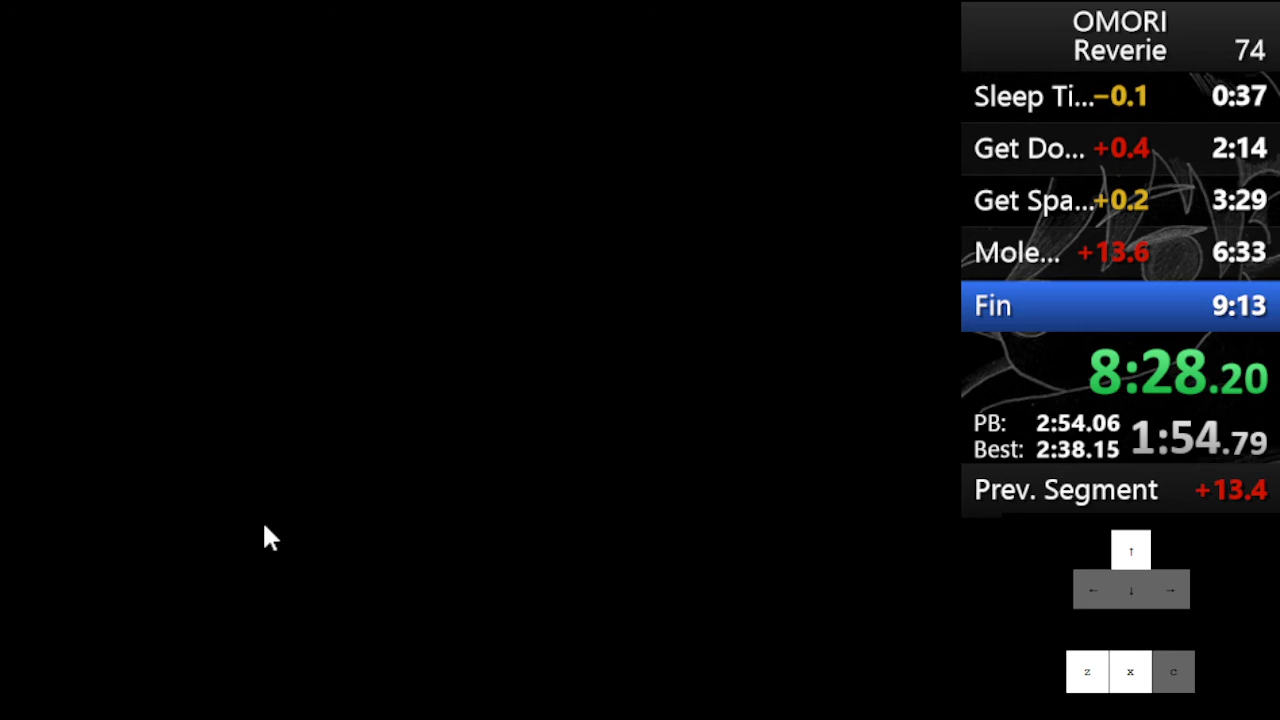 OMORI
Reverie 74
Sleep Ti... −0.1 0:37
Get Do... +0.4 2:14
Get Spa... +0.2 3:29
Mole... +13.6 6:33
Fin 9:13
8:28.20
PB: 2:54.06
Best: 2:38.15 1:54.79
Prev. Segment +13.4
↑
← ↓ →
z x c